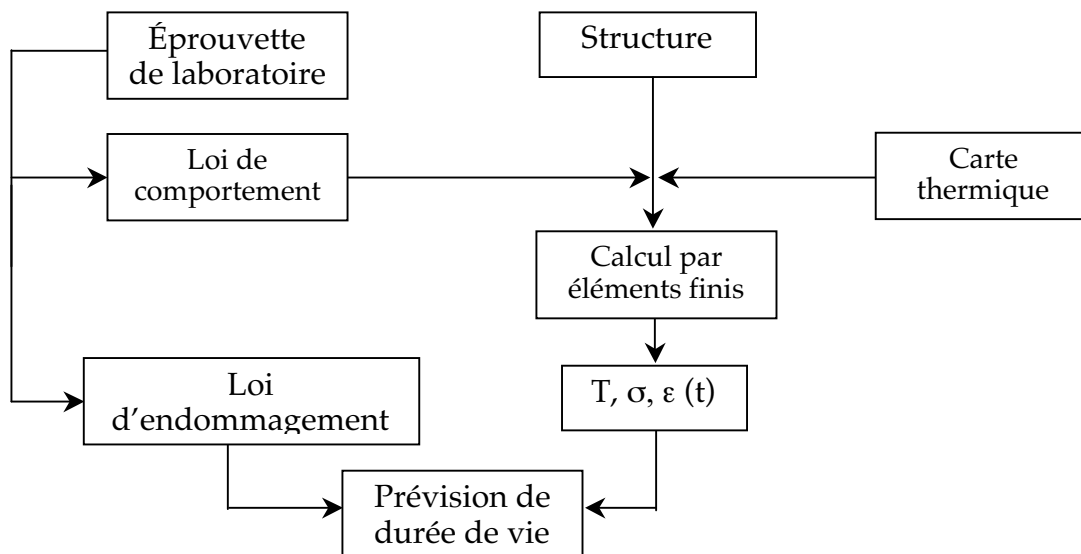 Éprouvette
de laboratoire
Structure
Loi de
comportement
Carte
thermique
Calcul par
éléments finis
Loi
d’endommagement
T, σ, ε (t)
Prévision de
durée de vie